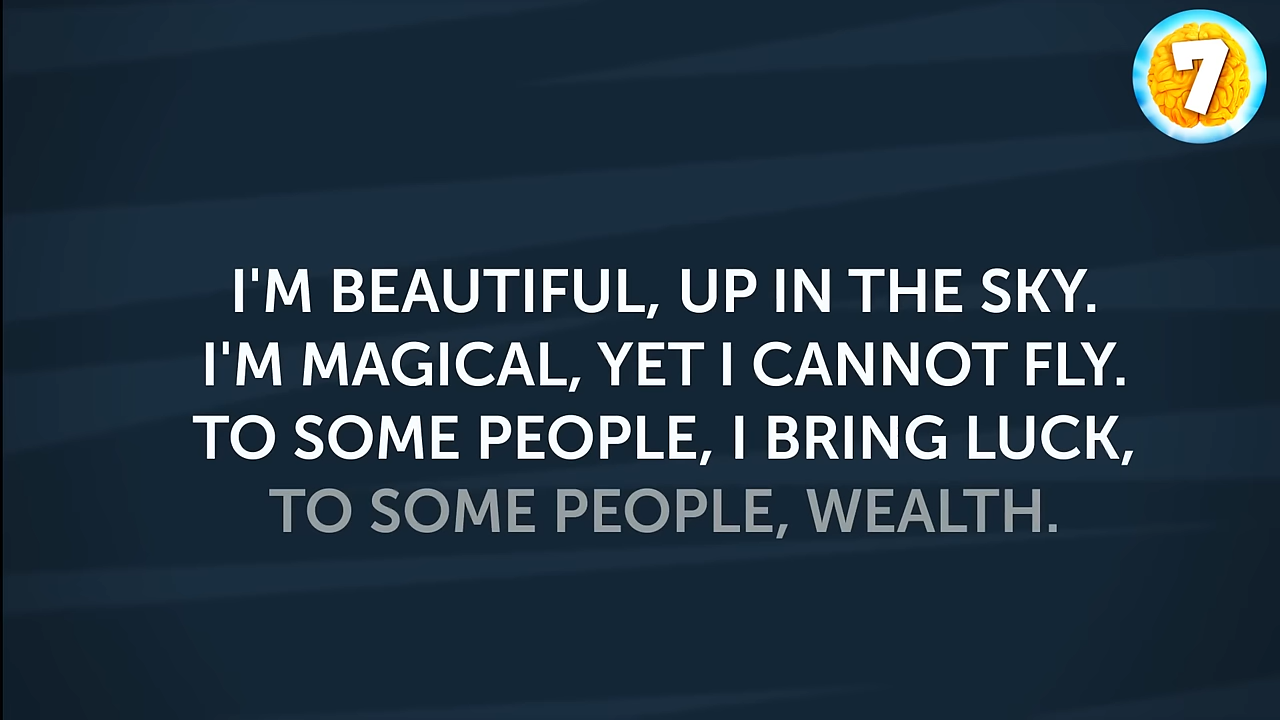 7
I'M BEAUTIFUL, UP IN THE SKY.
I'M MAGICAL, YET I CANNOT FLY.
TO SOME PEOPLE, I BRING LUCK,
TO SOME PEOPLE, WEALTH.